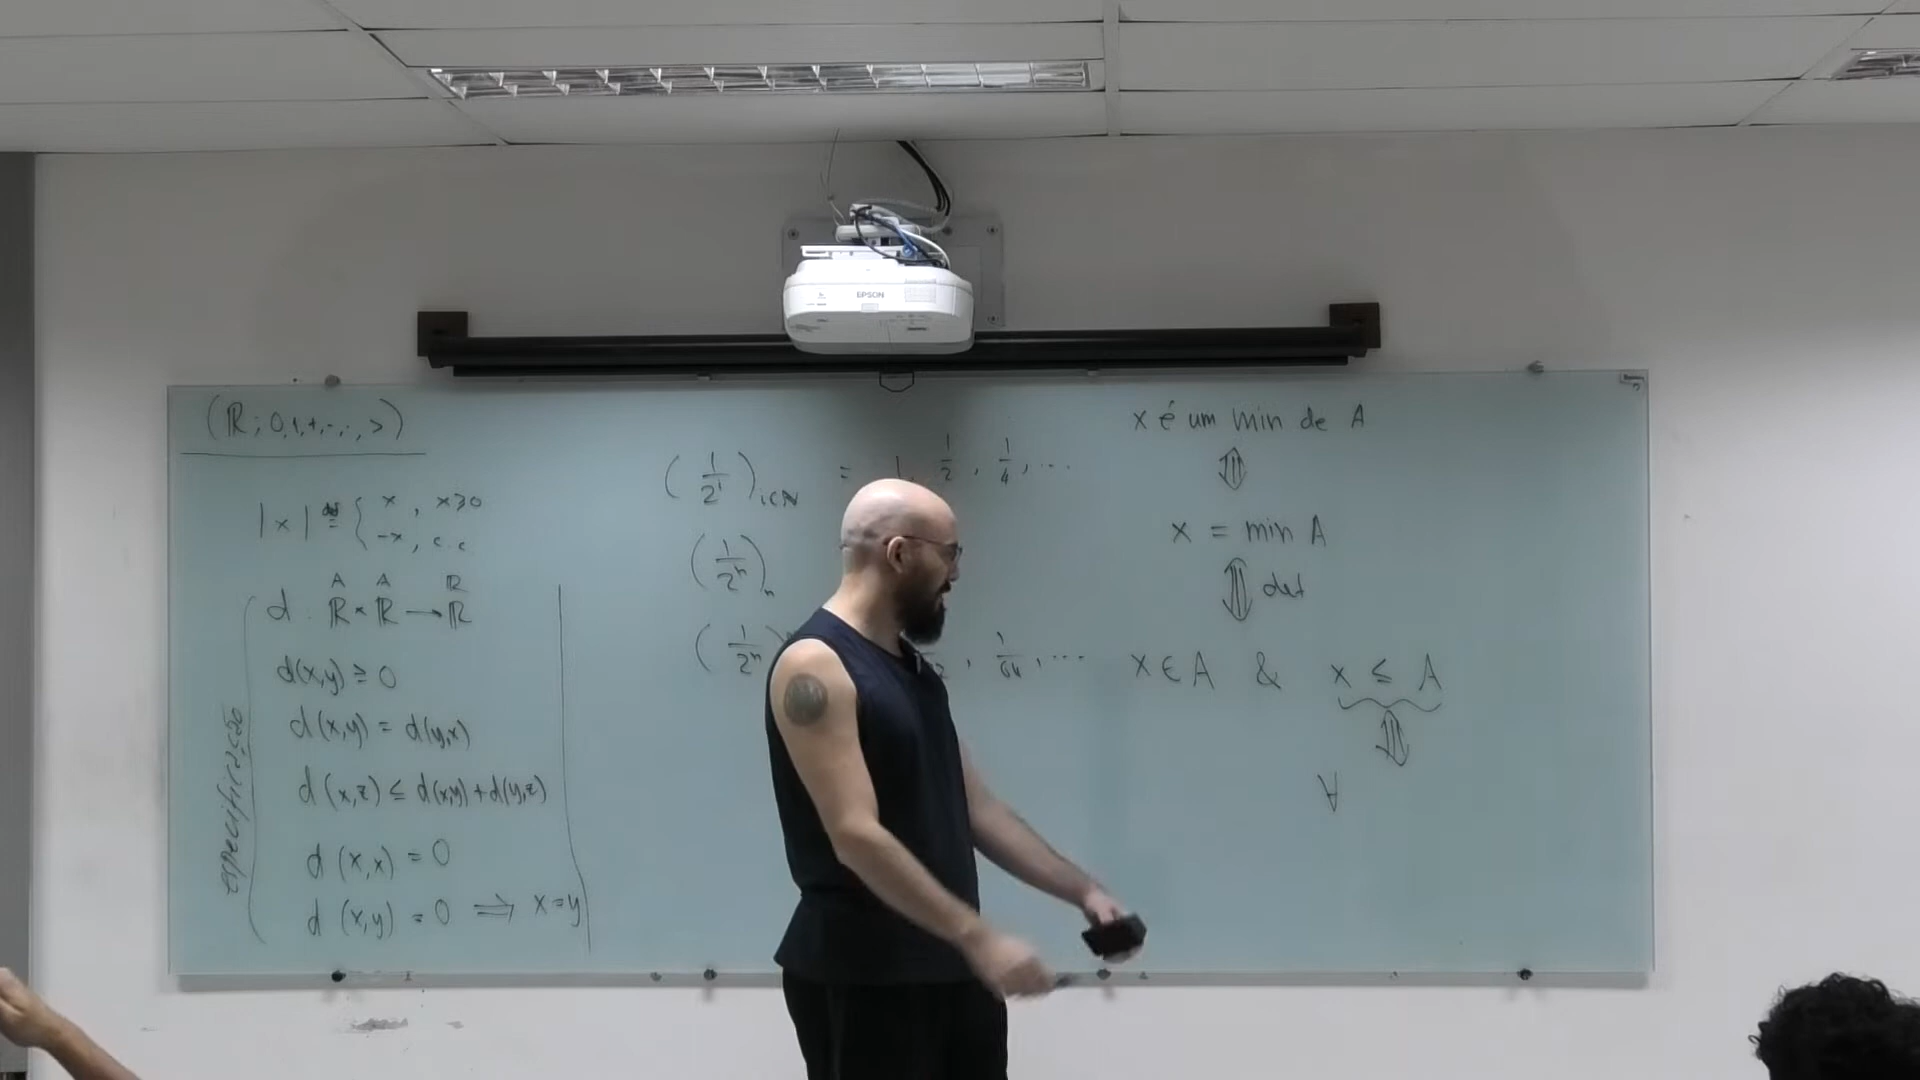 (ℝ ; 0, 1, +, -, ·, >)
|x| def= { x , x ≥ 0
-x , c.c
A A ℝ
d : ℝ × ℝ → ℝ
d(x,y) ≥ 0
d(x,y) = d(y,x)
d(x,z) ≤ d(x,y) + d(y,z)
d(x,x) = 0
d(x,y) = 0 ⟹ x = y
especificação
(1/2^i)_{i∈ℕ} = 1, 1/2, 1/4, ...
(1/2^n)_n
(1/2^n , 1/64, ...
x é um min de A
⇕
x = min A
⇕ def
x ∈ A & x ≤ A
⇕
∀
EPSON